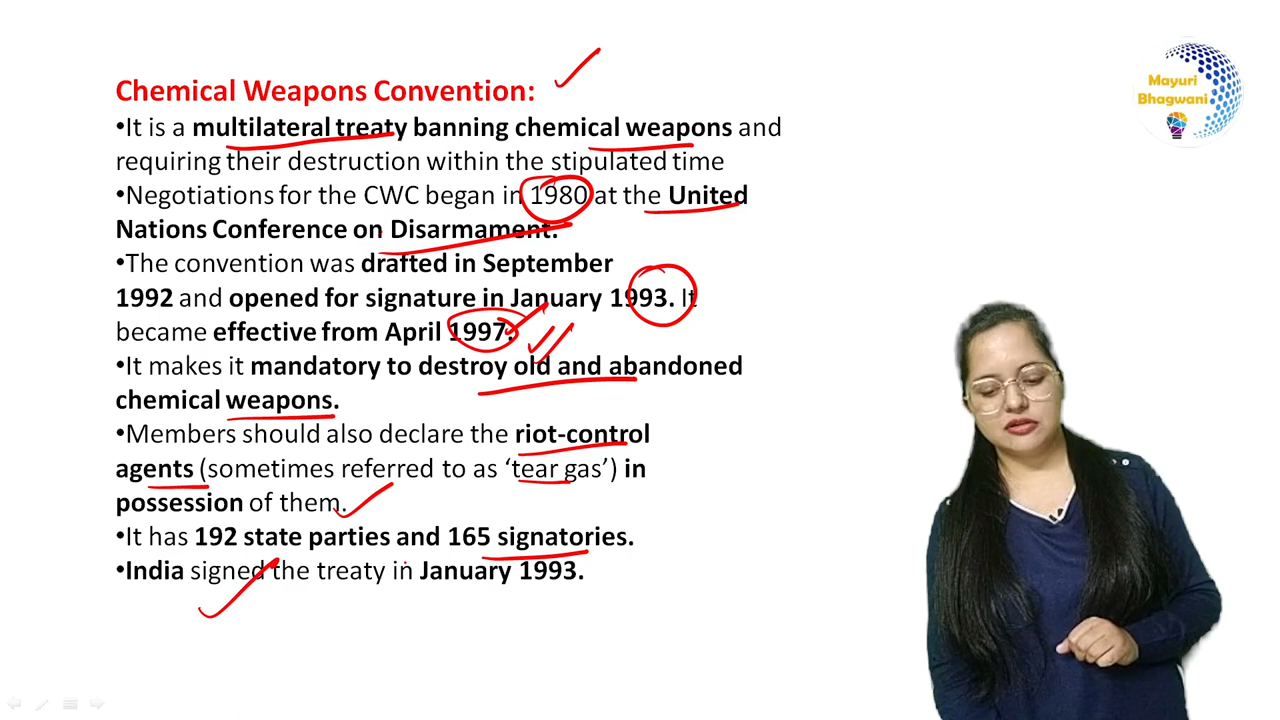 Chemical Weapons Convention:
•It is a multilateral treaty banning chemical weapons and
requiring their destruction within the stipulated time
•Negotiations for the CWC began in 1980 at the United
Nations Conference on Disarmament.
•The convention was drafted in September
1992 and opened for signature in January 1993. It
became effective from April 1997.
•It makes it mandatory to destroy old and abandoned
chemical weapons.
•Members should also declare the riot-control
agents (sometimes referred to as ‘tear gas’) in
possession of them.
•It has 192 state parties and 165 signatories.
•India signed the treaty in January 1993.
Mayuri
Bhagwani